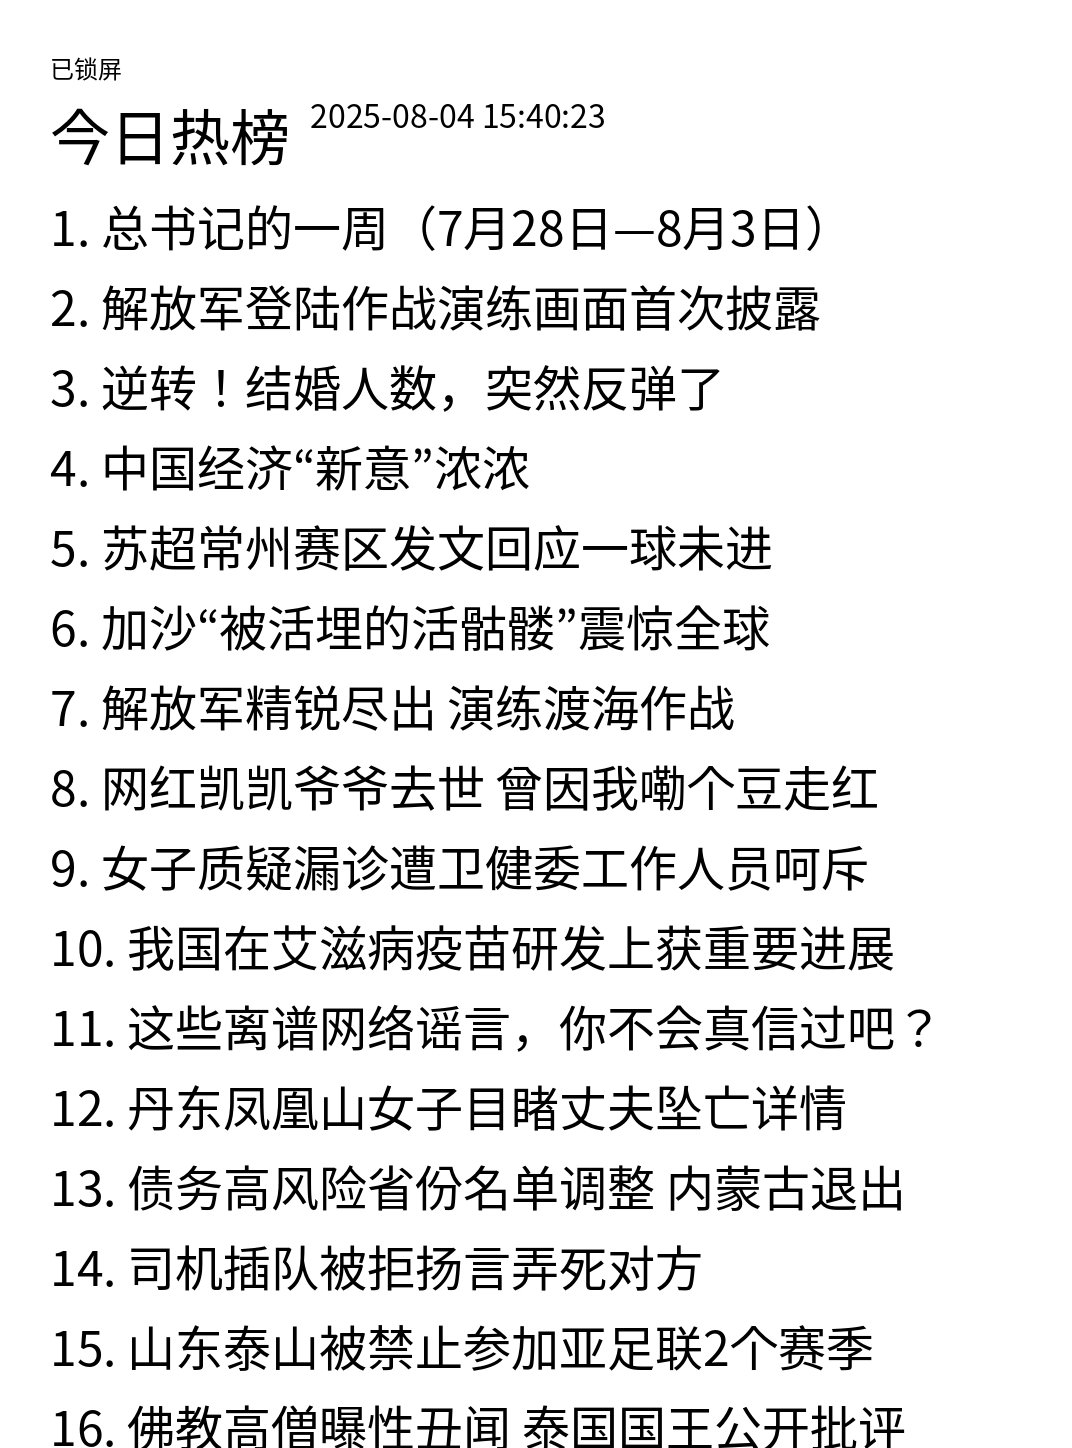 已锁屏
今日热榜 2025-08-04 15:40:23
1. 总书记的一周（7月28日—8月3日）
2. 解放军登陆作战演练画面首次披露
3. 逆转！结婚人数，突然反弹了
4. 中国经济“新意”浓浓
5. 苏超常州赛区发文回应一球未进
6. 加沙“被活埋的活骷髅”震惊全球
7. 解放军精锐尽出 演练渡海作战
8. 网红凯凯爷爷去世 曾因我嘞个豆走红
9. 女子质疑漏诊遭卫健委工作人员呵斥
10. 我国在艾滋病疫苗研发上获重要进展
11. 这些离谱网络谣言，你不会真信过吧？
12. 丹东凤凰山女子目睹丈夫坠亡详情
13. 债务高风险省份名单调整 内蒙古退出
14. 司机插队被拒扬言弄死对方
15. 山东泰山被禁止参加亚足联2个赛季
16. 佛教高僧曝性丑闻 泰国国王公开批评